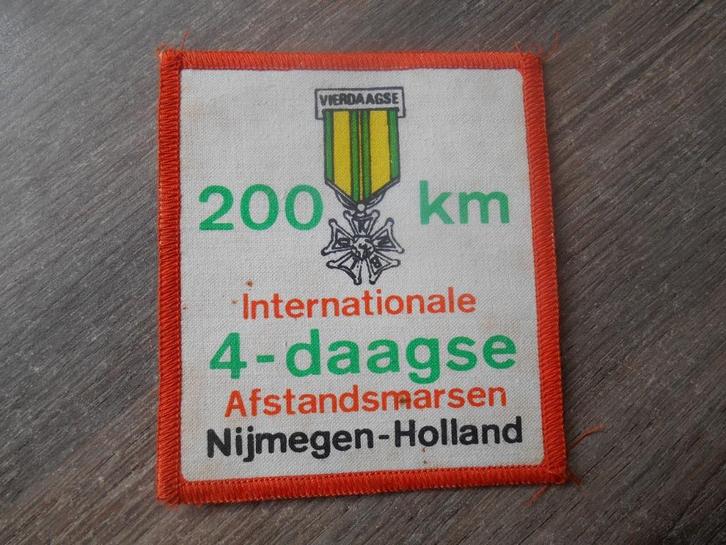 VIERDAAGSE
200 km
Internationale
4-daagse
Afstandsmarsen
Nijmegen-Holland